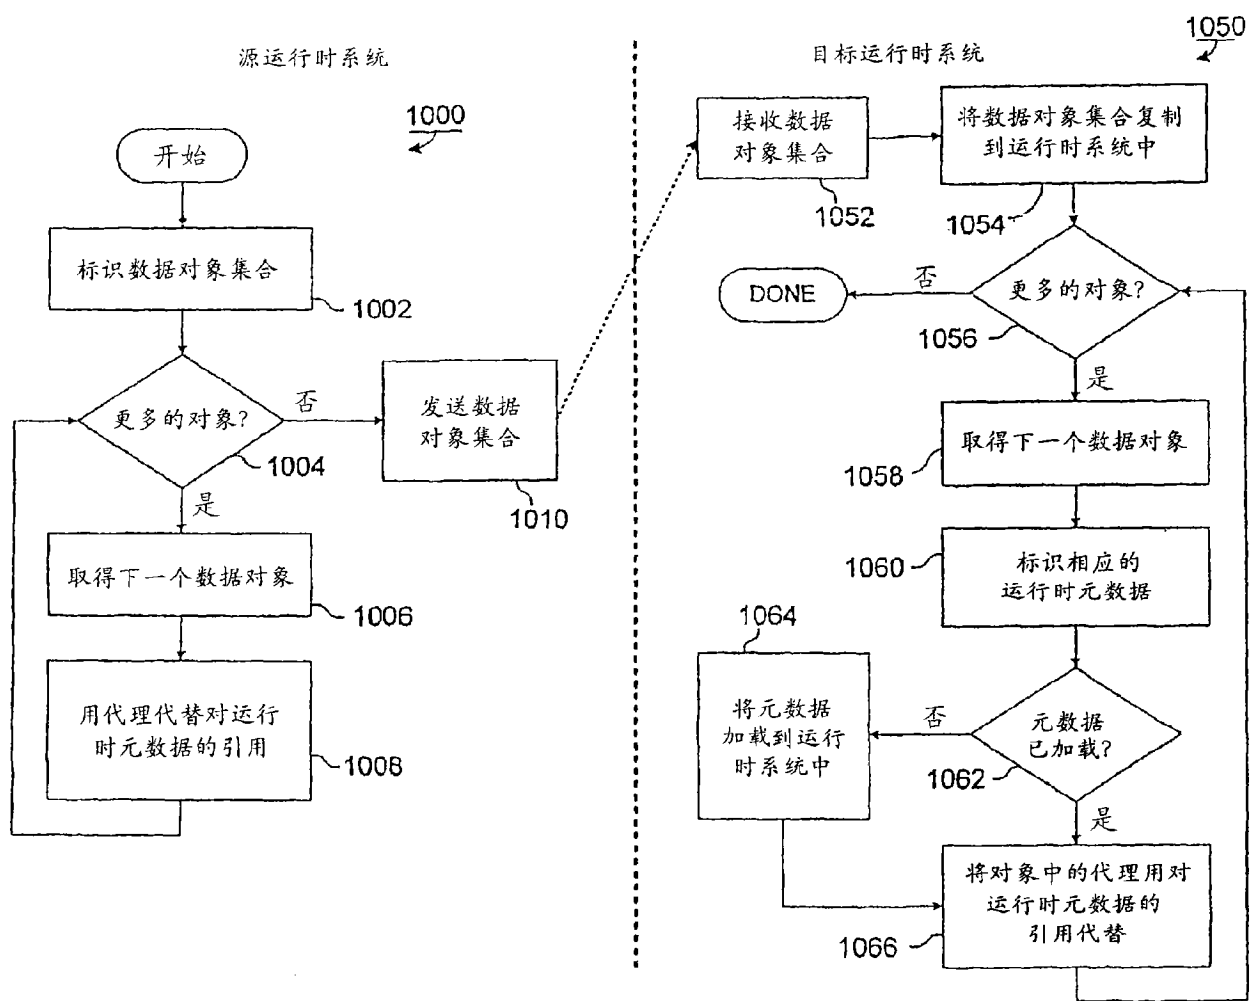 源运行时系统
1000
开始
标识数据对象集合
1002
更多的对象?
否
1004
是
发送数据
对象集合
1010
取得下一个数据对象
1006
用代理代替对运行
时元数据的引用
1008
目标运行时系统
1050
接收数据
对象集合
1052
将数据对象集合复制
到运行时系统中
1054
更多的对象?
否
DONE
1056
是
取得下一个数据对象
1058
标识相应的
运行时元数据
1060
元数据
已加载?
否
1062
1064
将元数据
加载到运行
时系统中
是
将对象中的代理用对
运行时元数据的
引用代替
1066